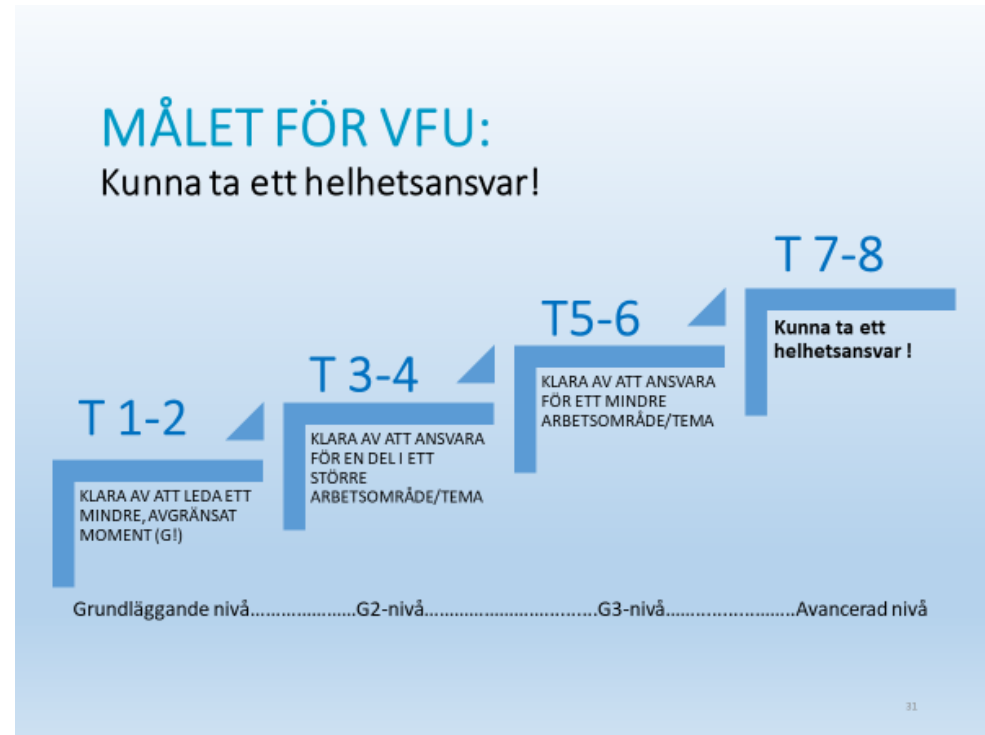 MÅLET FÖR VFU:
Kunna ta ett helhetsansvar!
T 1-2
KLARA AV ATT LEDA ETT
MINDRE, AVGRÄNSAT
MOMENT (G!)
T 3-4
KLARA AV ATT ANSVARA
FÖR EN DEL I ETT
STÖRRE
ARBETSOMRÅDE/TEMA
T5-6
KLARA AV ATT ANSVARA
FÖR ETT MINDRE
ARBETSOMRÅDE/TEMA
T 7-8
Kunna ta ett
helhetsansvar !
Grundläggande nivå.....................G2-nivå..................................G3-nivå.........................Avancerad nivå
31